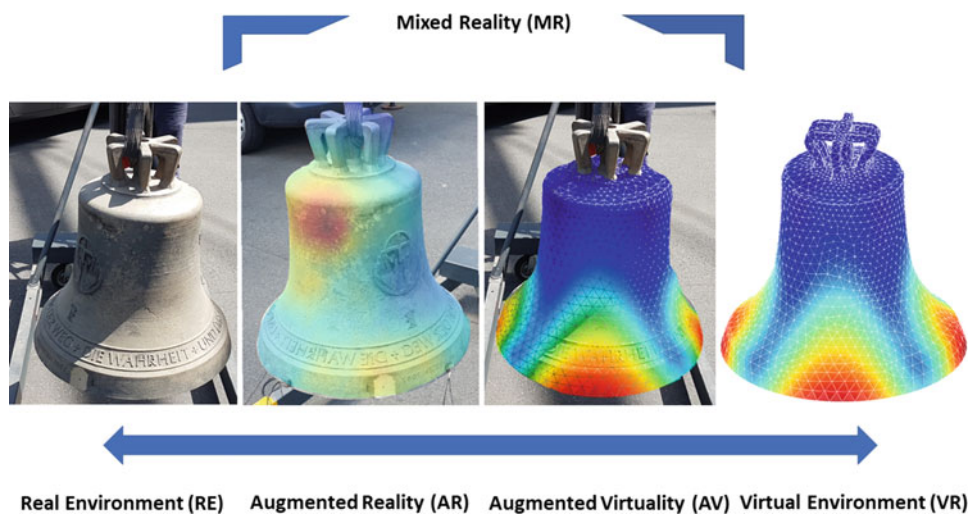 Mixed Reality (MR)
DIE WAHRHEIT + UND
DIE WAHRHEIT
Real Environment (RE)
Augmented Reality (AR)
Augmented Virtuality (AV)
Virtual Environment (VR)